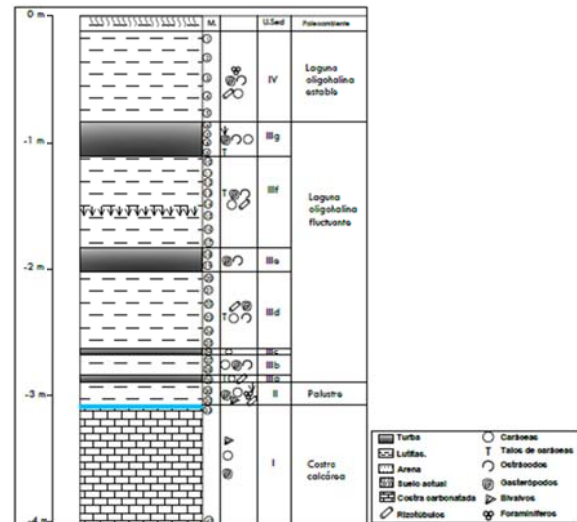 0 m
M.
U.Sed
Paleoambiente
Laguna
oligohalina
estable
IV
-1 m
IIIg
IIIf
Laguna
oligohalina
fluctuante
IIIe
-2 m
IIId
IIIc
IIIb
IIIa
-3 m
II
Palustre
I
Costra
calcárea
-4 m
Turba
Lutitas.
Arena
Suelo actual
Costra carbonatada
Rizotúbulos
Caráceas
T
Talos de caráceas
Ostrácodos
Gasterópodos
Bivalvos
Foraminíferos